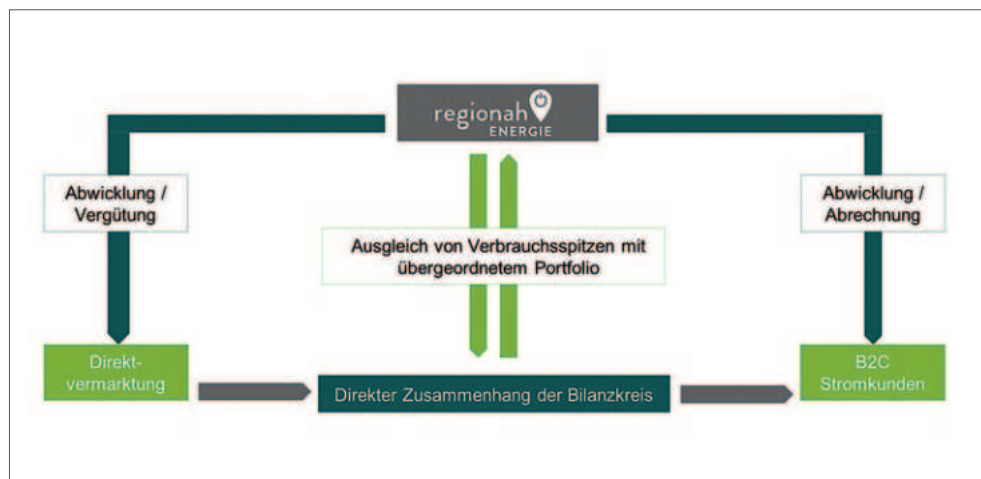 regionah
ENERGIE
Abwicklung /
Vergütung
Abwicklung /
Abrechnung
Ausgleich von Verbrauchsspitzen mit
übergeordnetem Portfolio
Direkt-
vermarktung
Direkter Zusammenhang der Bilanzkreis
B2C
Stromkunden